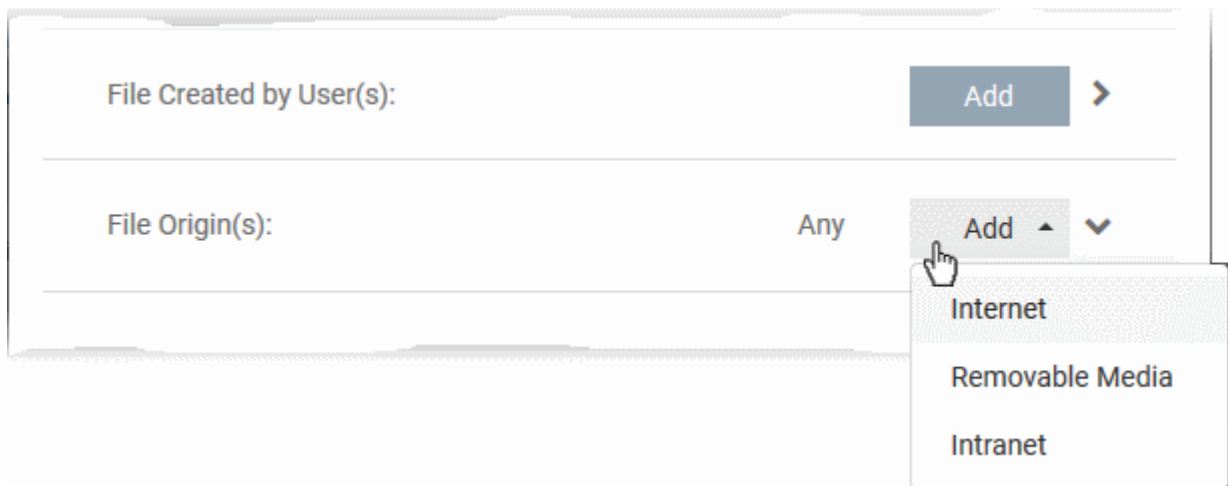 File Created by User(s): Add
File Origin(s): Any Add
Internet
Removable Media
Intranet